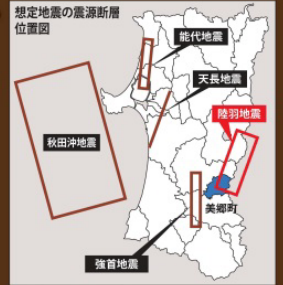 想定地震の震源断層
位置図
能代地震
天長地震
陸羽地震
秋田沖地震
美郷町
強首地震